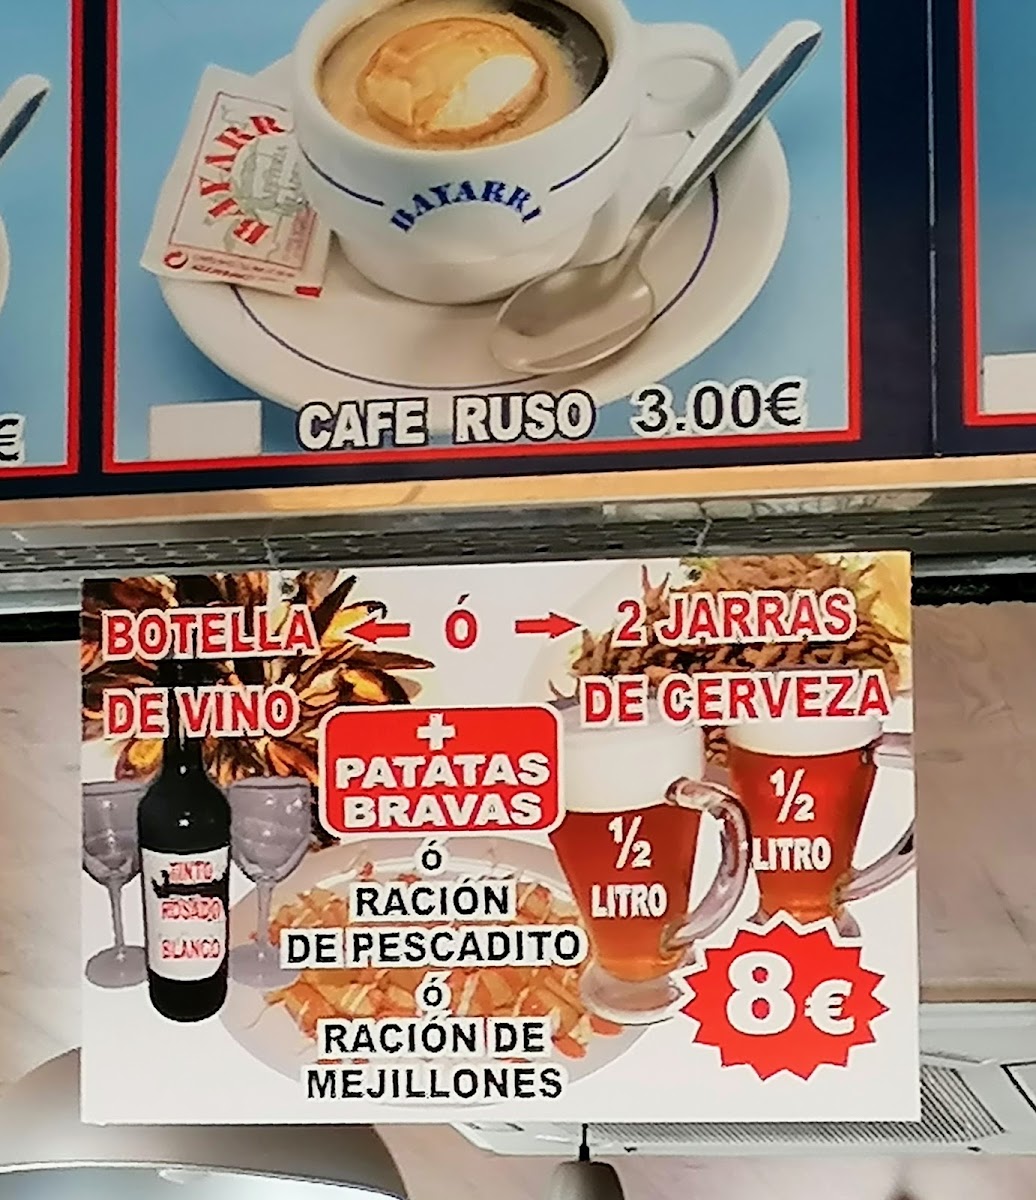 BAYARRI
BAYARRI
CAFE RUSO 3.00€
€
BOTELLA
DE VINO
Ó
2 JARRAS
DE CERVEZA
+
PATATAS
BRAVAS
ó
RACIÓN
DE PESCADITO
ó
RACIÓN DE
MEJILLONES
TINTO
ROSADO
BLANCO
½
LITRO
½
LITRO
8€